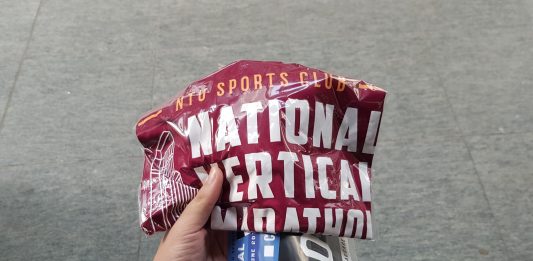 NTU SPORTS CLUB
NATIONAL
VERTICAL
MARATHON